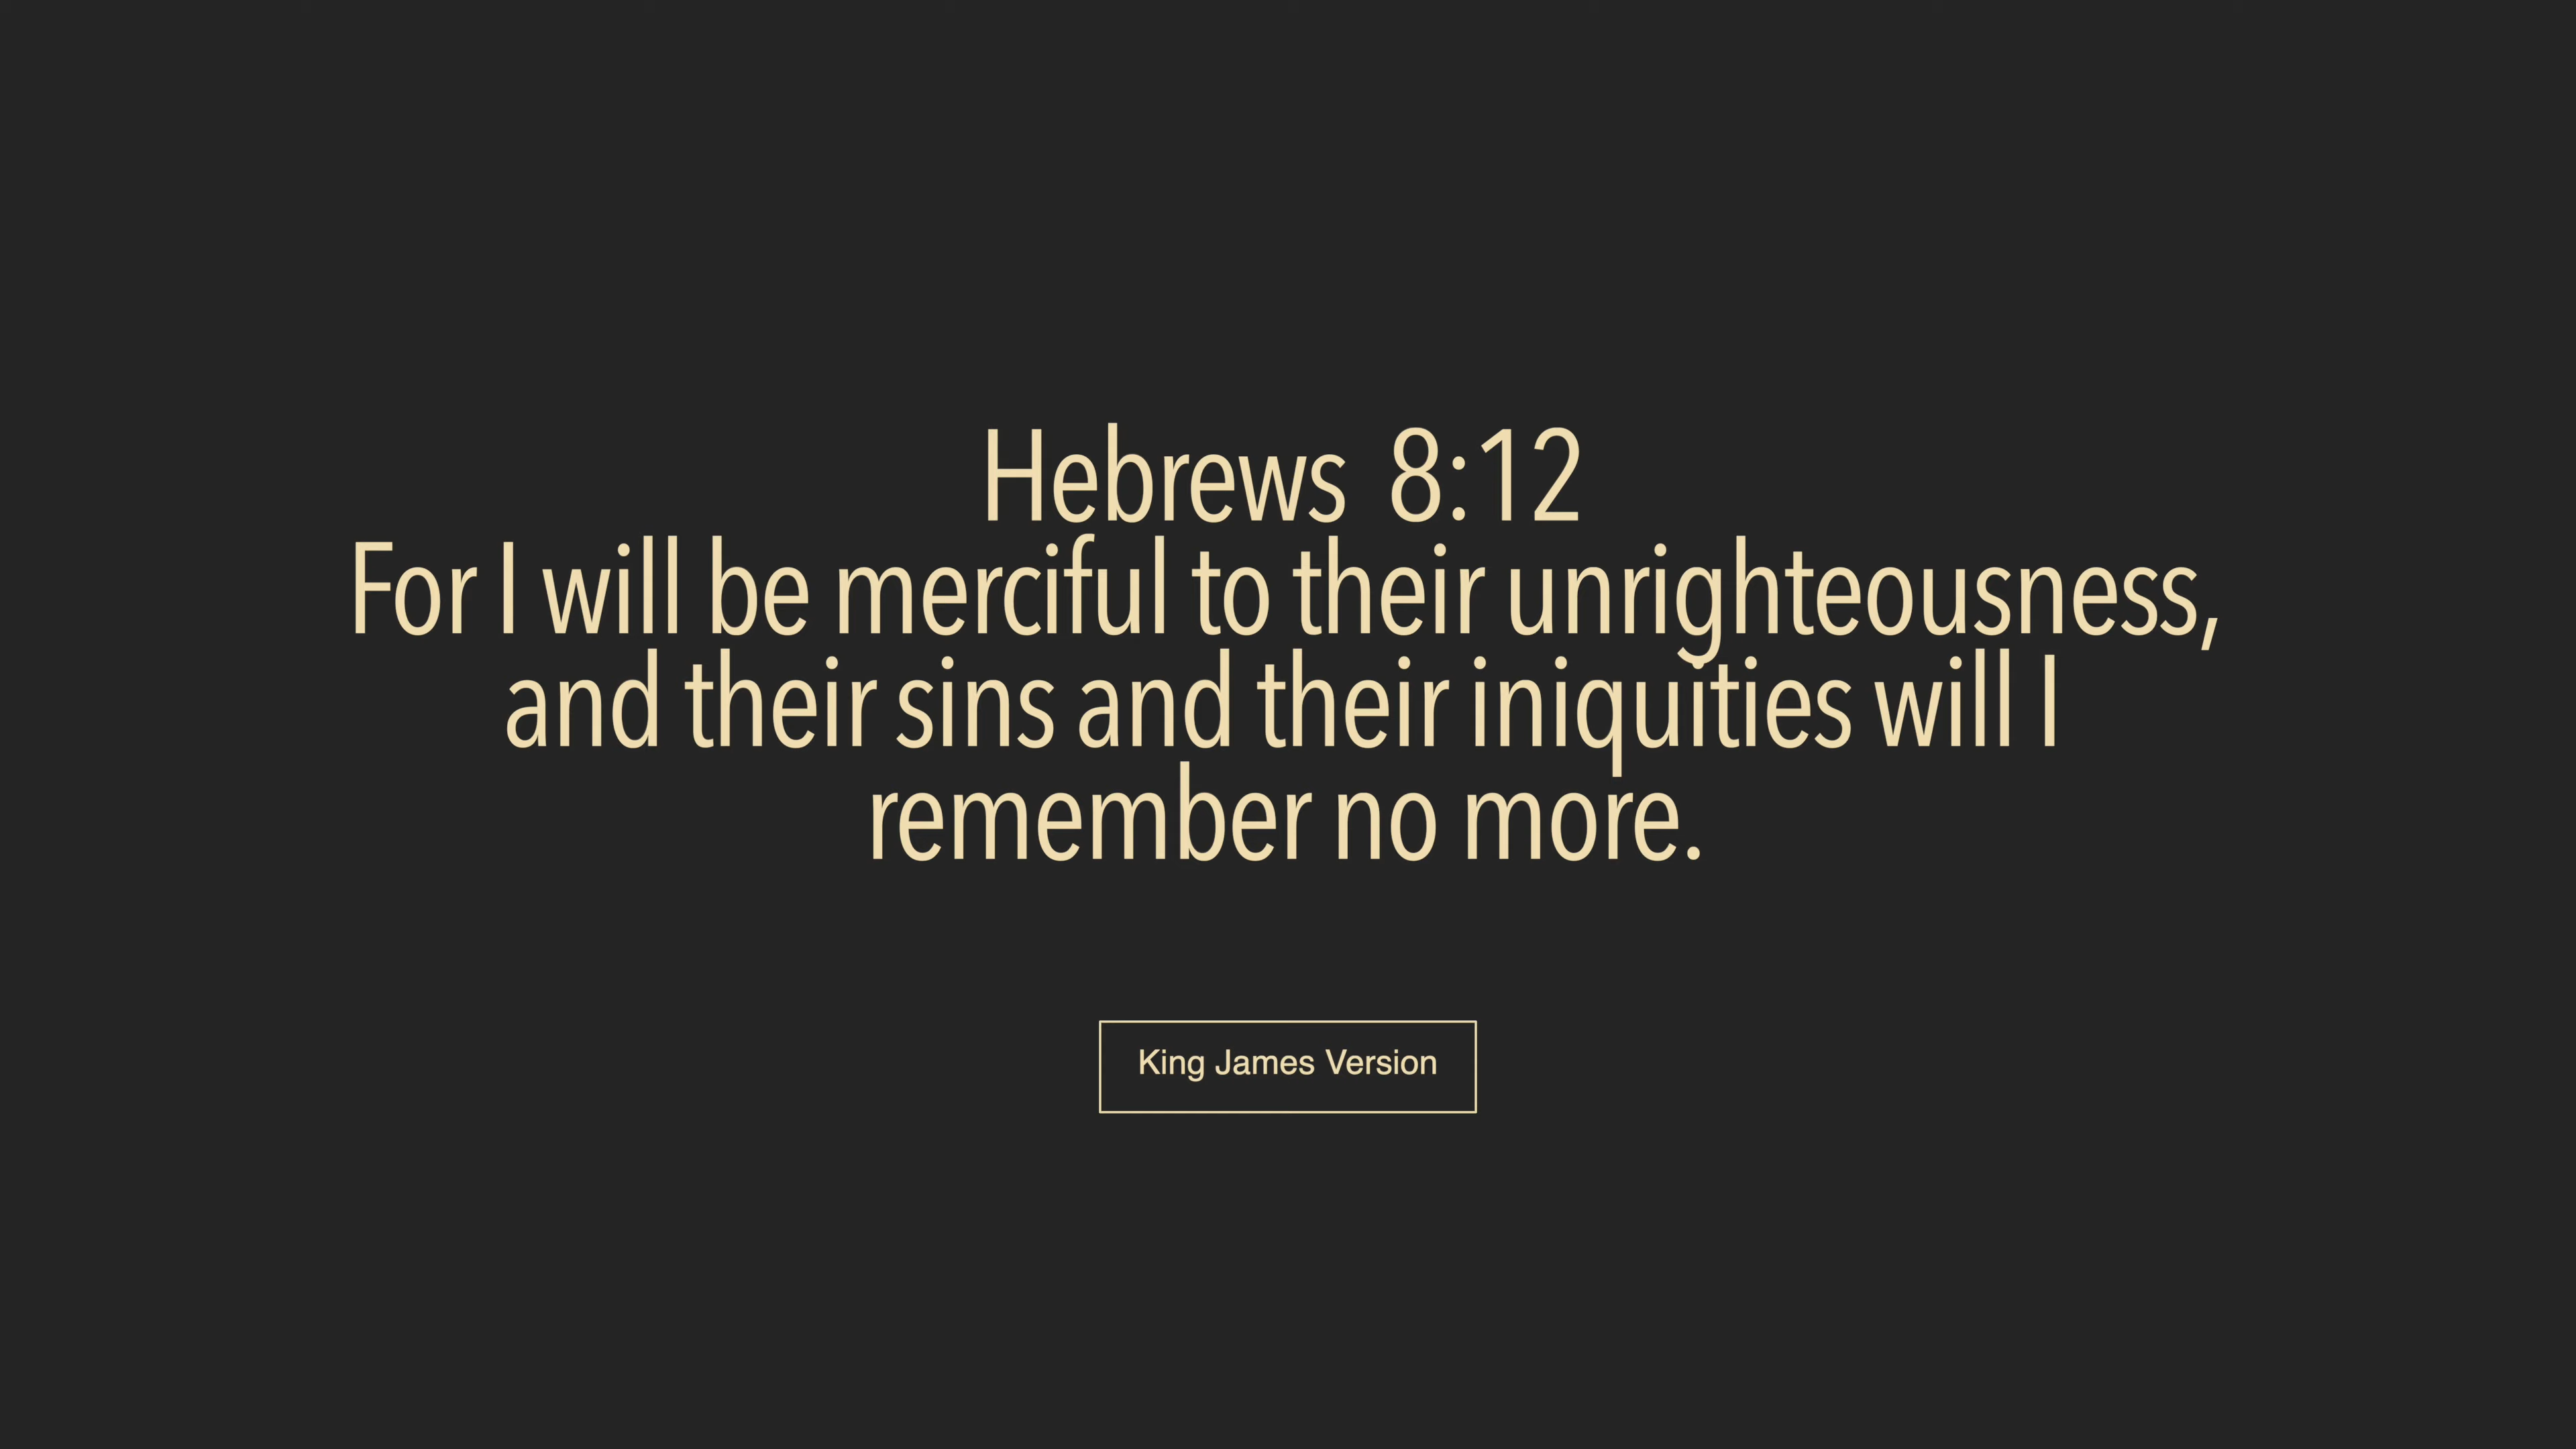 Hebrews  8:12
For I will be merciful to their unrighteousness,
and their sins and their iniquities will I
remember no more.
King James Version